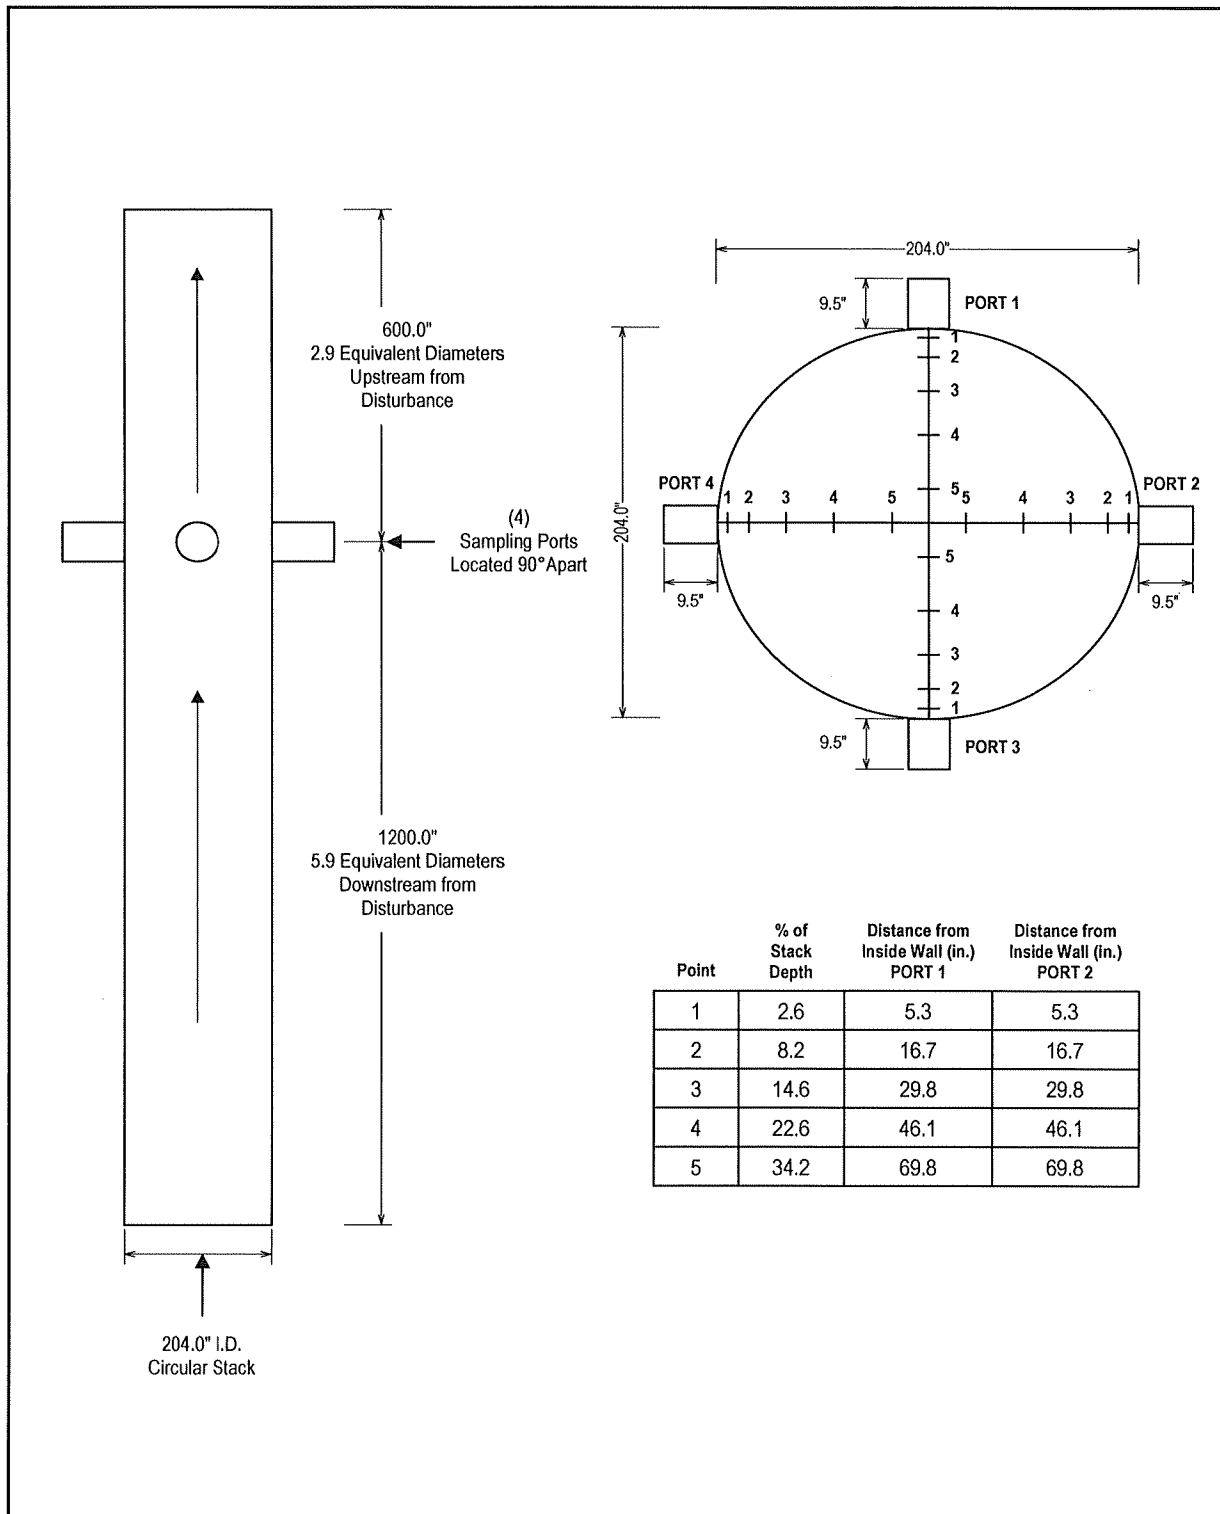 600.0"
2.9 Equivalent Diameters
Upstream from
Disturbance
(4)
Sampling Ports
Located 90°Apart
1200.0"
5.9 Equivalent Diameters
Downstream from
Disturbance
204.0" I.D.
Circular Stack
204.0"
9.5"
PORT 1
1
2
3
4
5
204.0"
PORT 4
1 2 3 4 5 5 4 3 2 1
PORT 2
9.5"
9.5"
5
4
3
2
1
9.5"
PORT 3
Point % of Stack Depth Distance from Inside Wall (in.) PORT 1 Distance from Inside Wall (in.) PORT 2
1 2.6 5.3 5.3
2 8.2 16.7 16.7
3 14.6 29.8 29.8
4 22.6 46.1 46.1
5 34.2 69.8 69.8